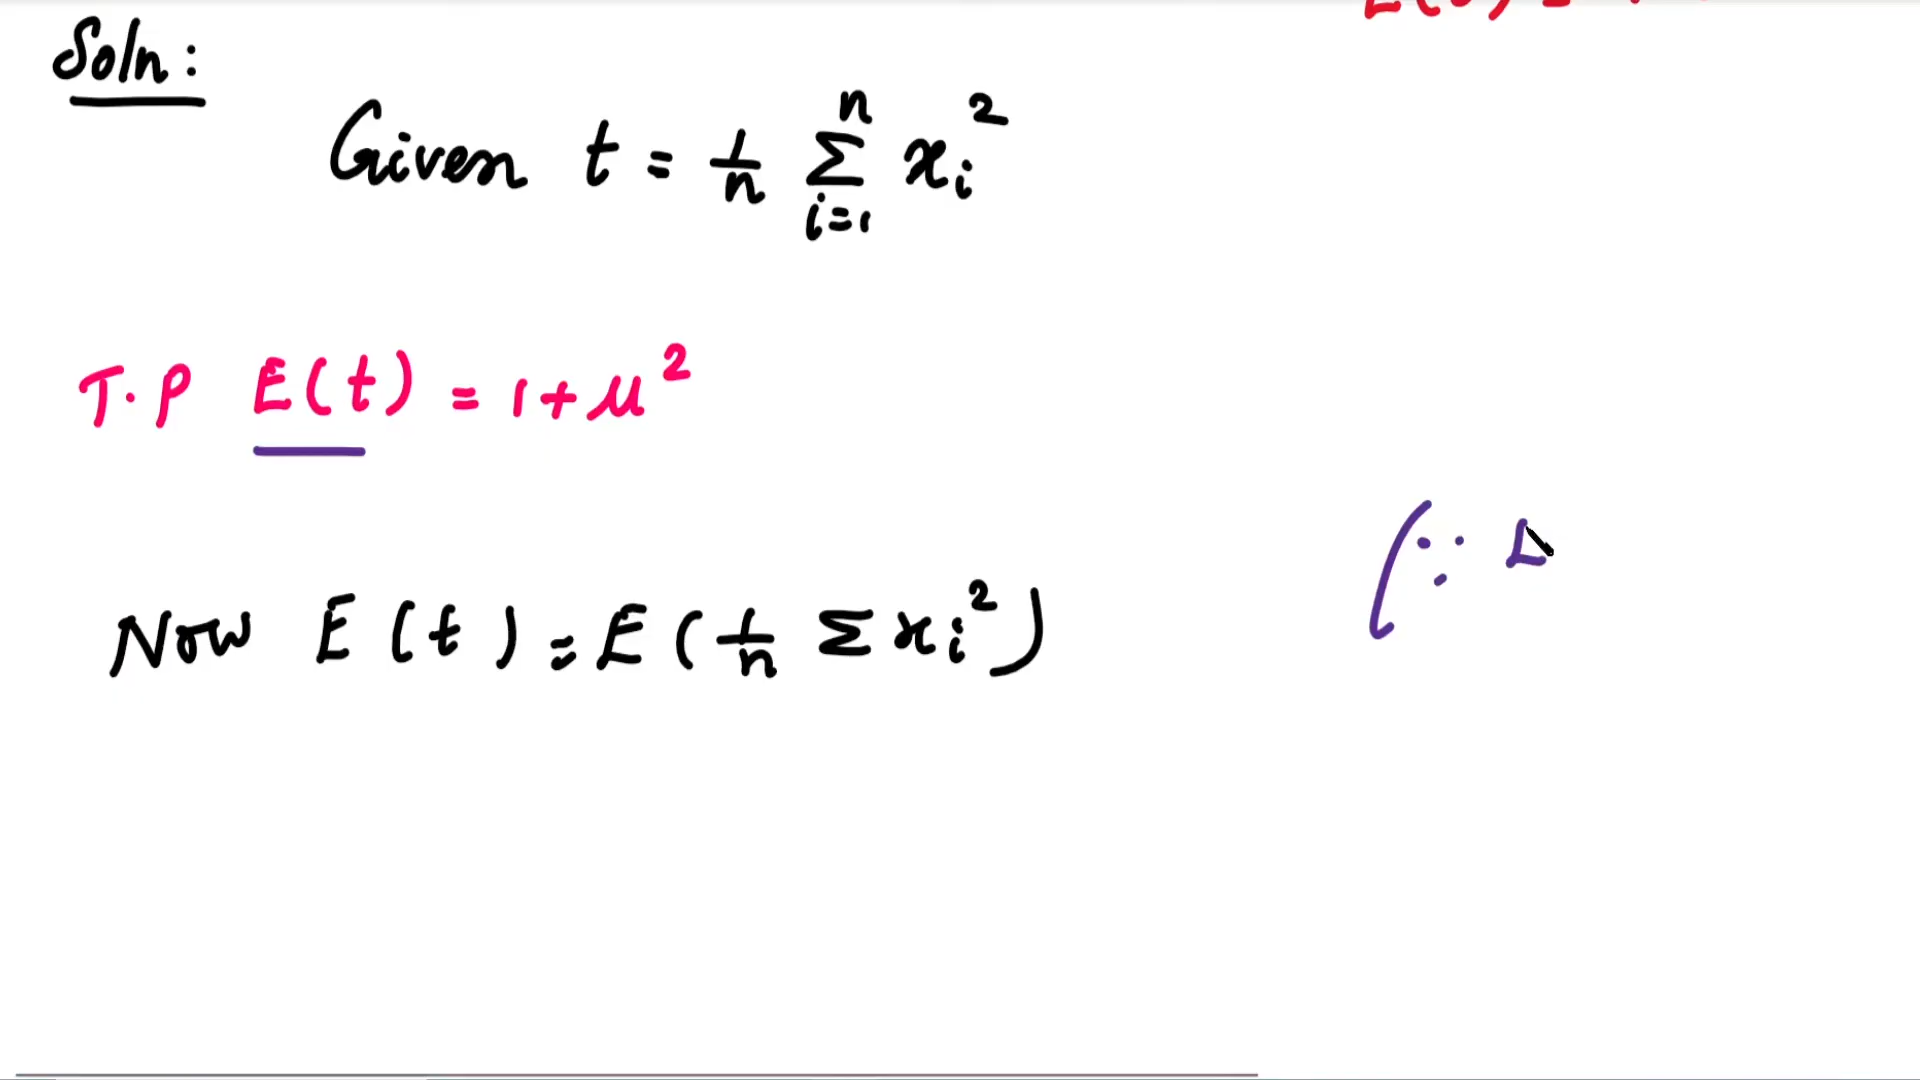 Soln:
Given t = 1/n Σ_{i=1}^{n} x_i^2
T.P E(t) = 1+μ^2
Now E(t) = E(1/n Σ x_i^2)
(∵